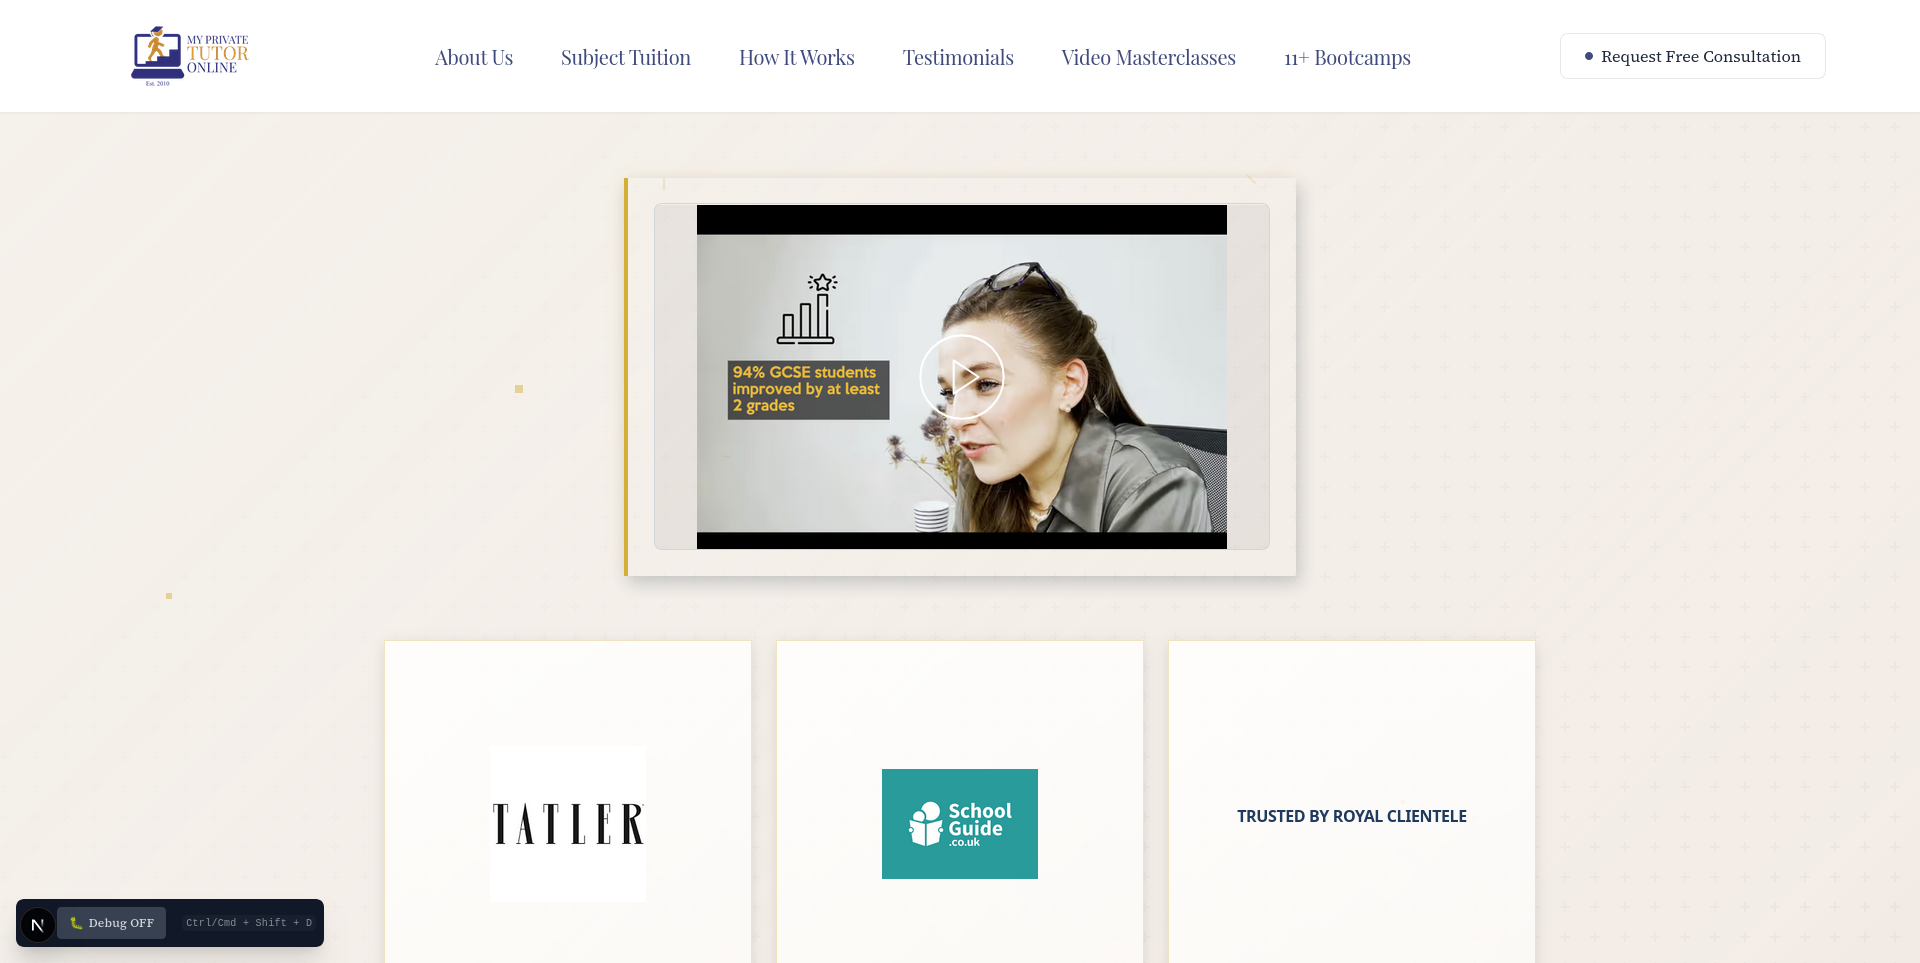 MY PRIVATE
TUTOR
ONLINE
Est. 2010
About Us
Subject Tuition
How It Works
Testimonials
Video Masterclasses
11+ Bootcamps
Request Free Consultation
94% GCSE students
improved by at least
2 grades
TATLER
School
Guide
.co.uk
TRUSTED BY ROYAL CLIENTELE
N
Debug OFF
Ctrl/Cmd + Shift + D